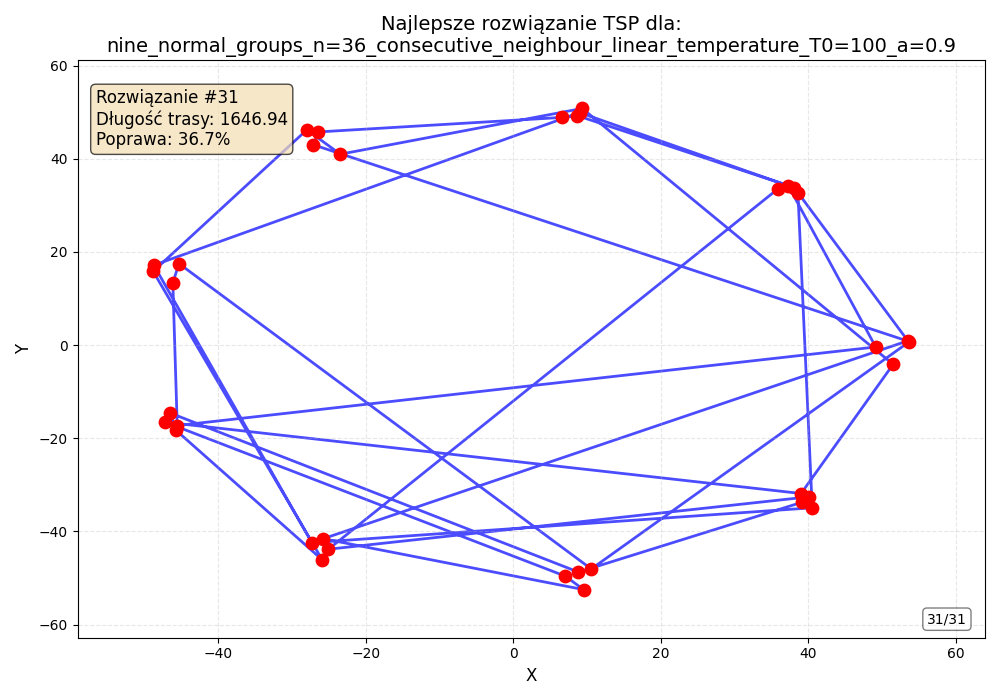 Najlepsze rozwiązanie TSP dla:
nine_normal_groups_n=36_consecutive_neighbour_linear_temperature_T0=100_a=0.9
Rozwiązanie #31
Długość trasy: 1646.94
Poprawa: 36.7%
60
40
20
0
−20
−40
−60
Y
31/31
−40
−20
0
20
40
60
X